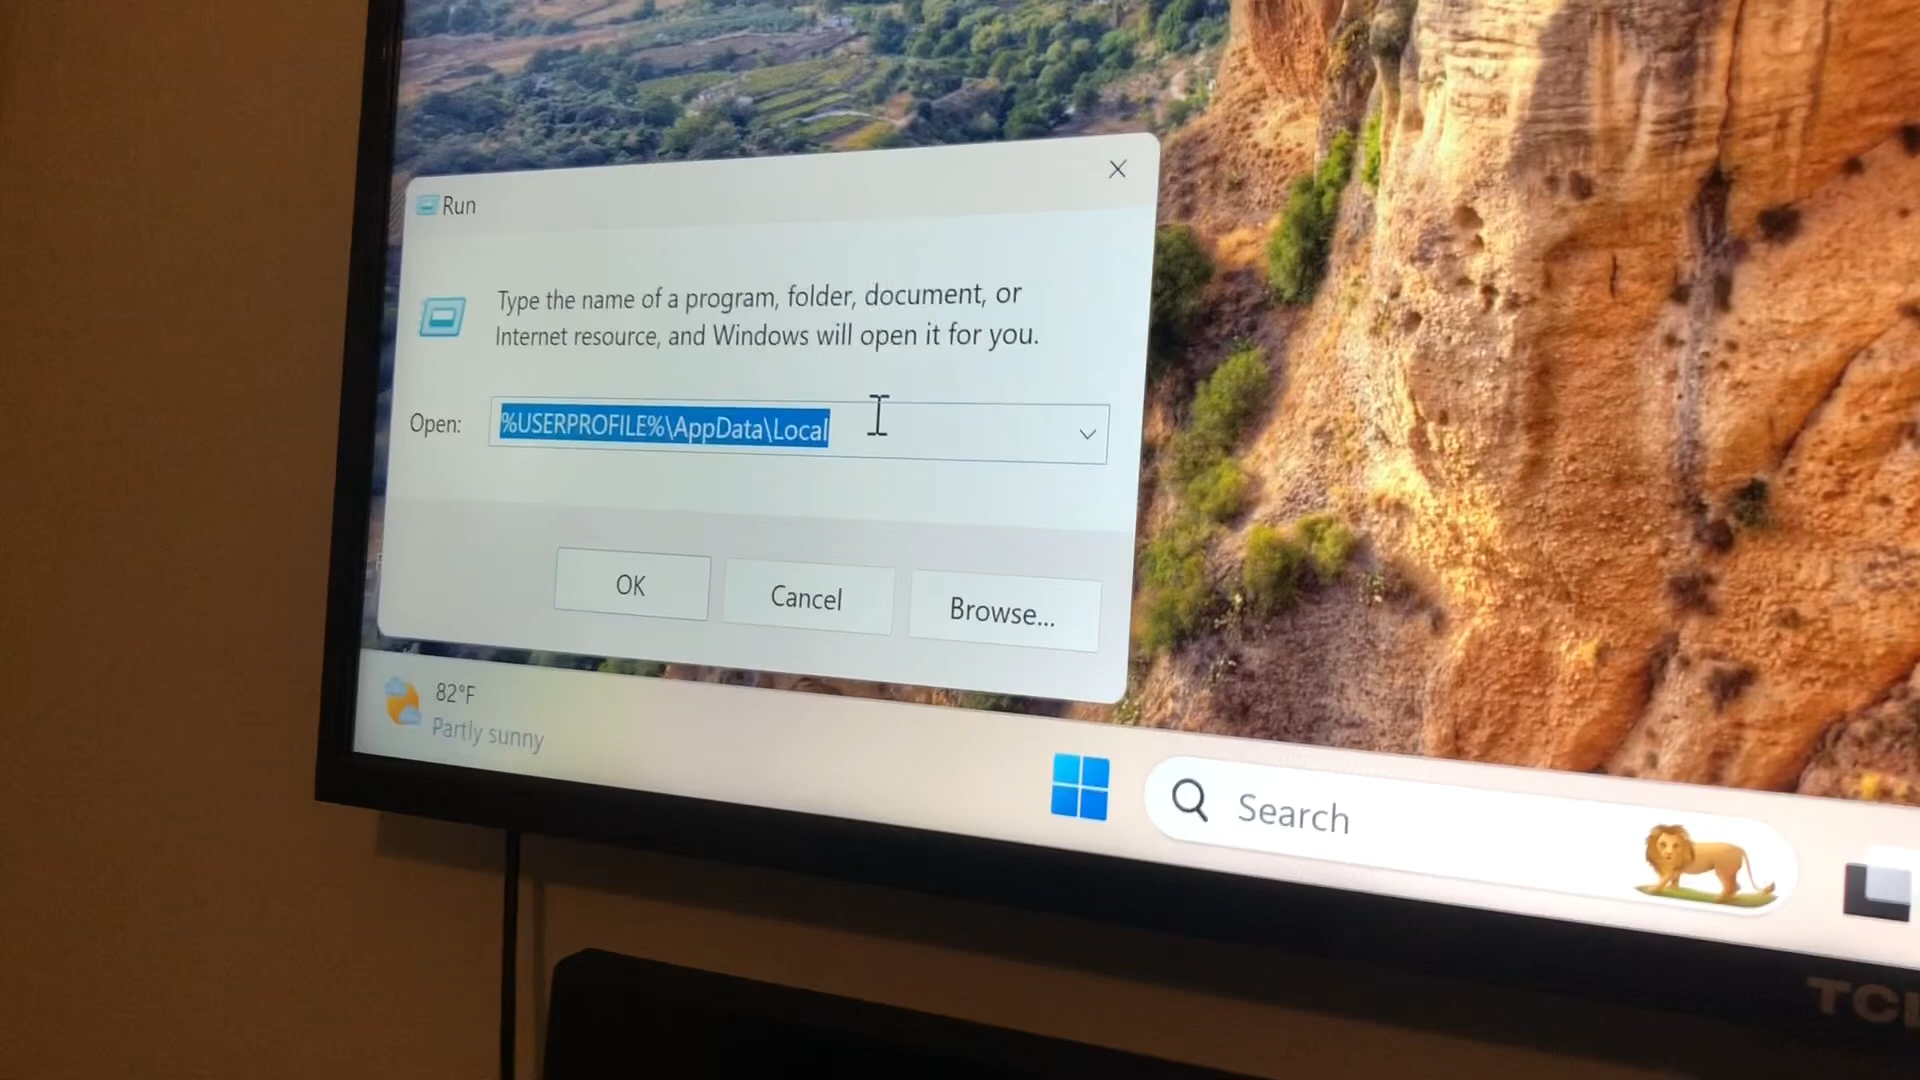 Run
Type the name of a program, folder, document, or
Internet resource, and Windows will open it for you.
Open:
%USERPROFILE%\AppData\Local
OK
Cancel
Browse...
82°F
Partly sunny
Search
TCL